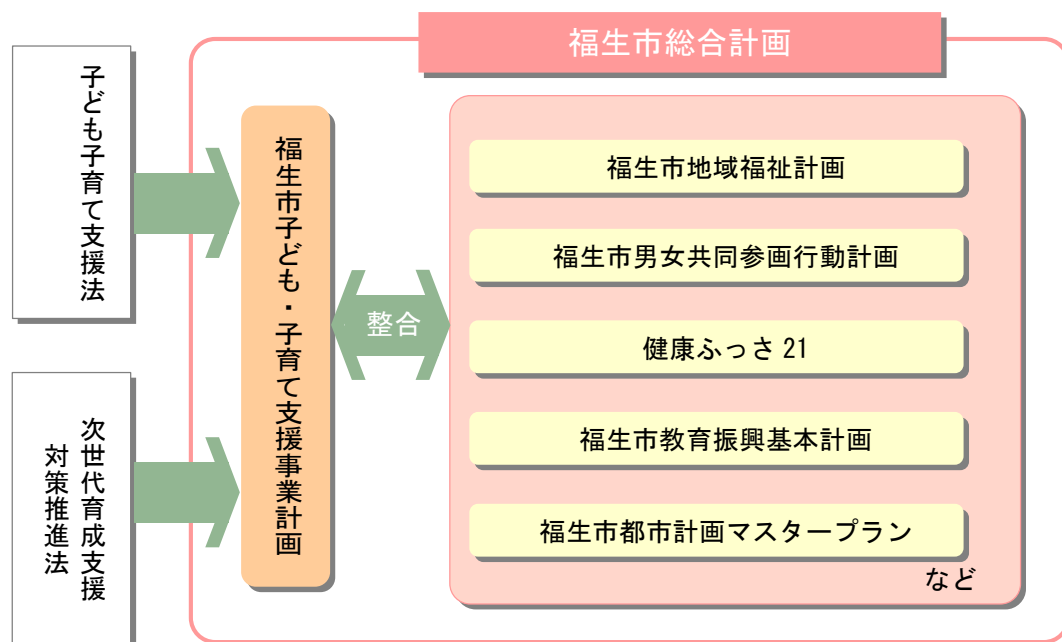 福生市総合計画
子ども子育て支援法
次世代育成支援
対策推進法
福生市子ども・子育て支援事業計画
整合
福生市地域福祉計画
福生市男女共同参画行動計画
健康ふっさ 21
福生市教育振興基本計画
福生市都市計画マスタープラン
など